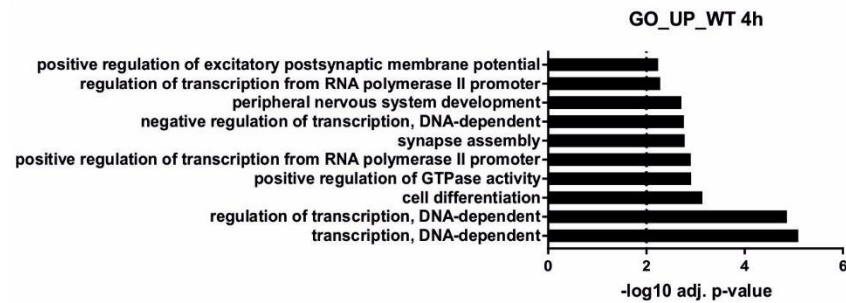 GO_UP_WT 4h
positive regulation of excitatory postsynaptic membrane potential
regulation of transcription from RNA polymerase II promoter
peripheral nervous system development
negative regulation of transcription, DNA-dependent
synapse assembly
positive regulation of transcription from RNA polymerase II promoter
positive regulation of GTPase activity
cell differentiation
regulation of transcription, DNA-dependent
transcription, DNA-dependent
0 2 4 6
-log10 adj. p-value